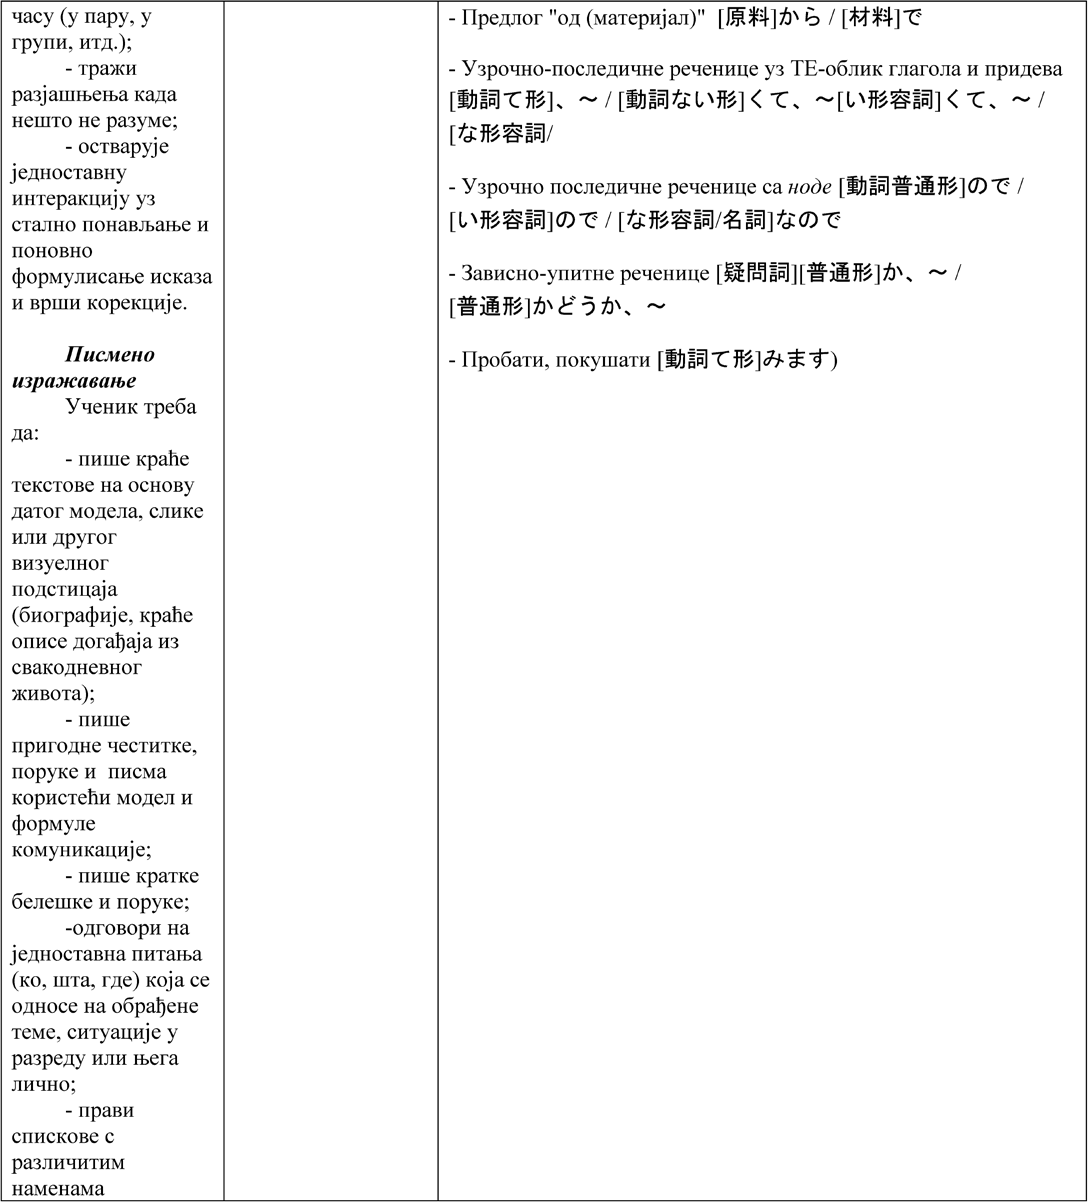 часу (у пару, у
групи, итд.);
- тражи
разјашњења када
нешто не разуме;
- остварује
једноставну
интеракцију уз
стално понављање и
поновно
формулисање исказа
и врши корекције.
Писмено
изражавање
Ученик треба
да:
- пише краће
текстове на основу
датог модела, слике
или другог
визуелног
подстицаја
(биографије, краће
описе догађаја из
свакодневног
живота);
- пише
пригодне честитке,
поруке и писма
користећи модел и
формуле
комуникације;
- пише кратке
белешке и поруке;
-одговори на
једноставна питања
(ко, шта, где) која се
односе на обрађене
теме, ситуације у
разреду или њега
лично;
- прави
спискове с
различитим
наменама
- Предлог "од (материјал)" [原料]から / [材料]で
- Узрочно-последичне реченице уз ТЕ-облик глагола и придева
[動詞て形]、～ / [動詞ない形]くて、～[い形容詞]くて、～ /
[な形容詞/
- Узрочно последичне реченице са ноде [動詞普通形]ので /
[い形容詞]ので / [な形容詞/名詞]なので
- Зависно-упитне реченице [疑問詞][普通形]か、～ /
[普通形]かどうか、～
- Пробати, покушати [動詞て形]みます)